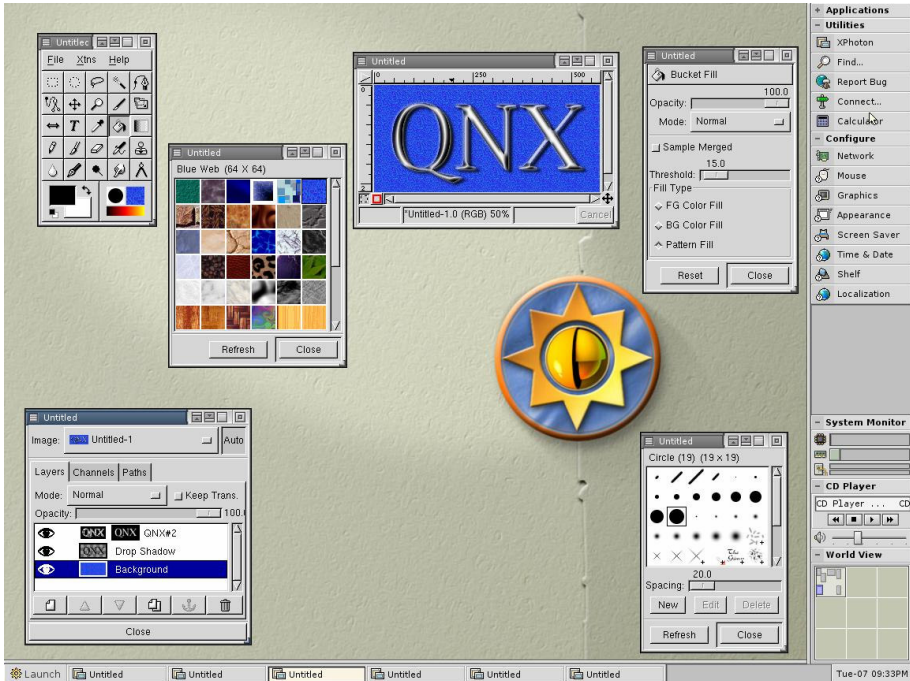 Untitled
File Xtns Help
Untitled
Blue Web (64 X 64)
Refresh Close
Untitled
0 250 500
0
2
QNX
*Untitled-1.0 (RGB) 50% Cancel
Untitled
Bucket Fill
100.0
Opacity:
Mode: Normal
Sample Merged
15.0
Threshold:
Fill Type
FG Color Fill
BG Color Fill
Pattern Fill
Reset Close
Untitled
Image: Untitled-1 Auto
Layers Channels Paths
Mode: Normal Keep Trans.
Opacity: 100.
QNX QNX QNX#2
QNX Drop Shadow
Background
Close
Untitled
Circle (19) (19 x 19)
Spacing: 20.0
New Edit Delete
Refresh Close
+ Applications
- Utilities
XPhoton
Find...
Report Bug
Connect...
Calculator
- Configure
Network
Mouse
Graphics
Appearance
Screen Saver
Time & Date
Shelf
Localization
- System Monitor
- CD Player
CD Player ... CD
- World View
Launch Untitled Untitled Untitled Untitled Untitled Untitled Tue-07 09:33PM